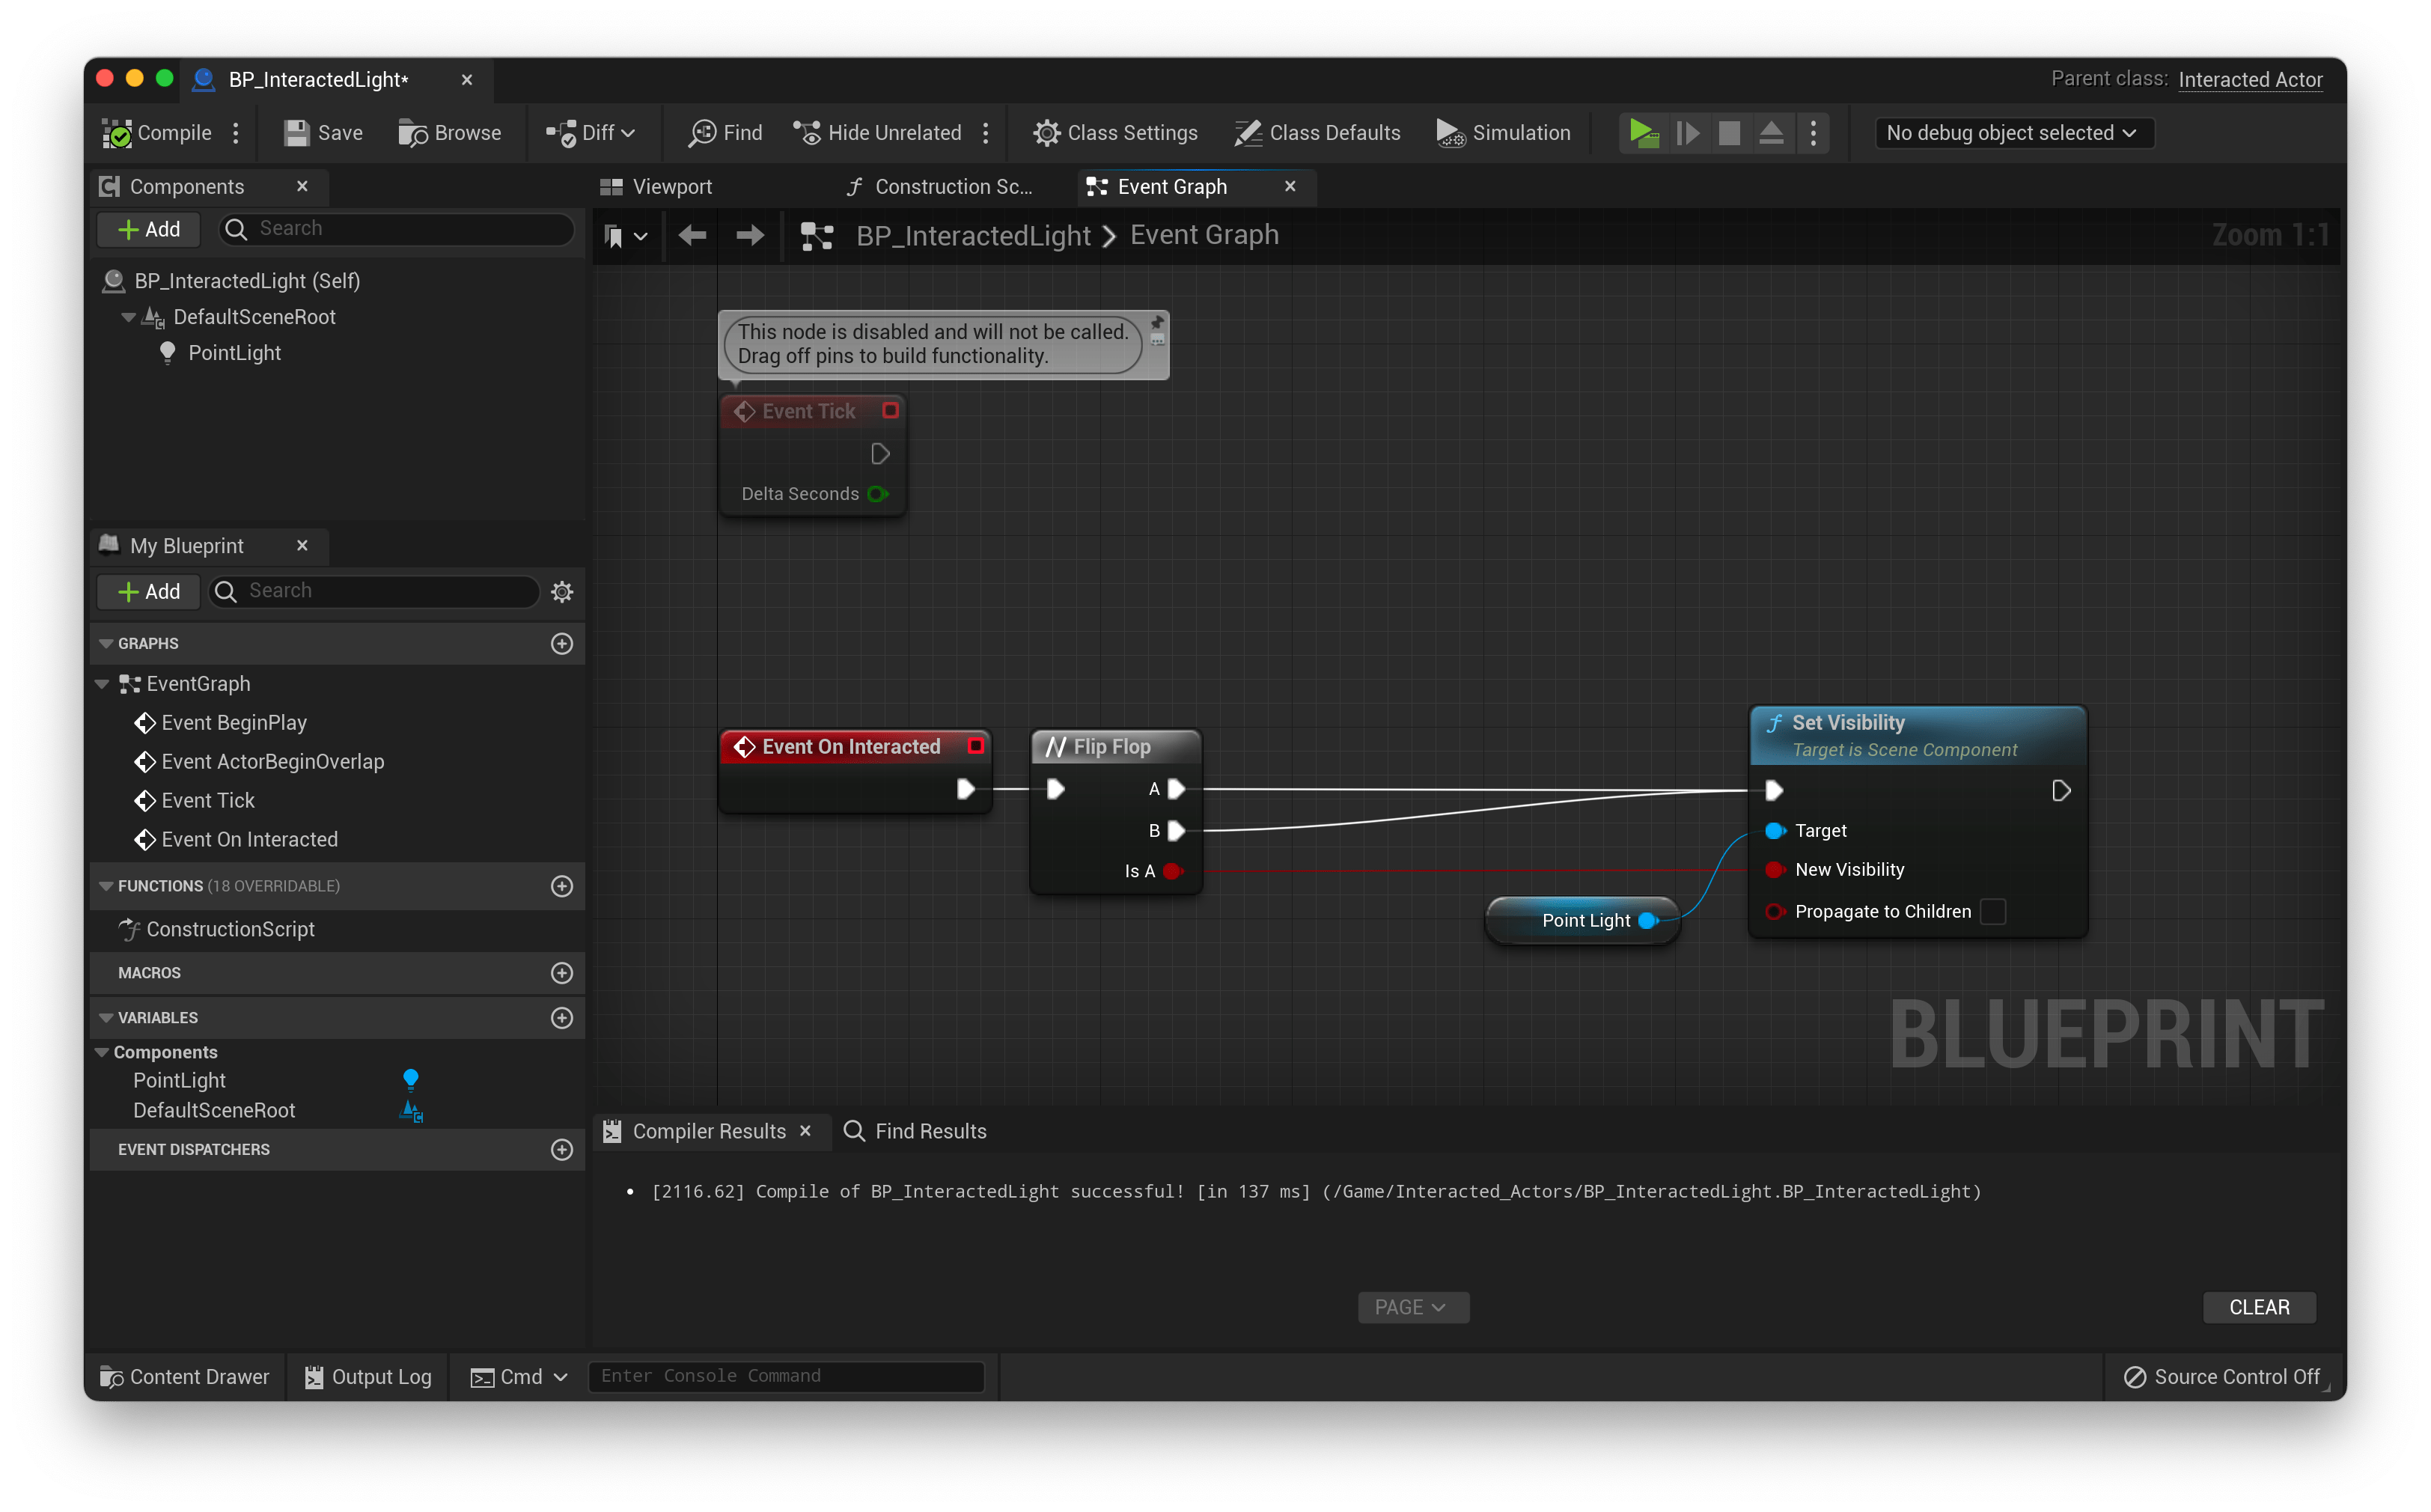 BP_InteractedLight*
Parent class: Interacted Actor
Compile
Save
Browse
Diff
Find
Hide Unrelated
Class Settings
Class Defaults
Simulation
No debug object selected
Components
Add
Search
BP_InteractedLight (Self)
DefaultSceneRoot
PointLight
My Blueprint
Add
Search
GRAPHS
EventGraph
Event BeginPlay
Event ActorBeginOverlap
Event Tick
Event On Interacted
FUNCTIONS (18 OVERRIDABLE)
ConstructionScript
MACROS
VARIABLES
Components
PointLight
DefaultSceneRoot
EVENT DISPATCHERS
Viewport
Construction Sc...
Event Graph
BP_InteractedLight > Event Graph
Zoom 1:1
This node is disabled and will not be called.
Drag off pins to build functionality.
Event Tick
Delta Seconds
Event On Interacted
Flip Flop
A
B
Is A
Point Light
Set Visibility
Target is Scene Component
Target
New Visibility
Propagate to Children
BLUEPRINT
Compiler Results
Find Results
• [2116.62] Compile of BP_InteractedLight successful! [in 137 ms] (/Game/Interacted_Actors/BP_InteractedLight.BP_InteractedLight)
PAGE
CLEAR
Content Drawer
Output Log
Cmd
Enter Console Command
Source Control Off